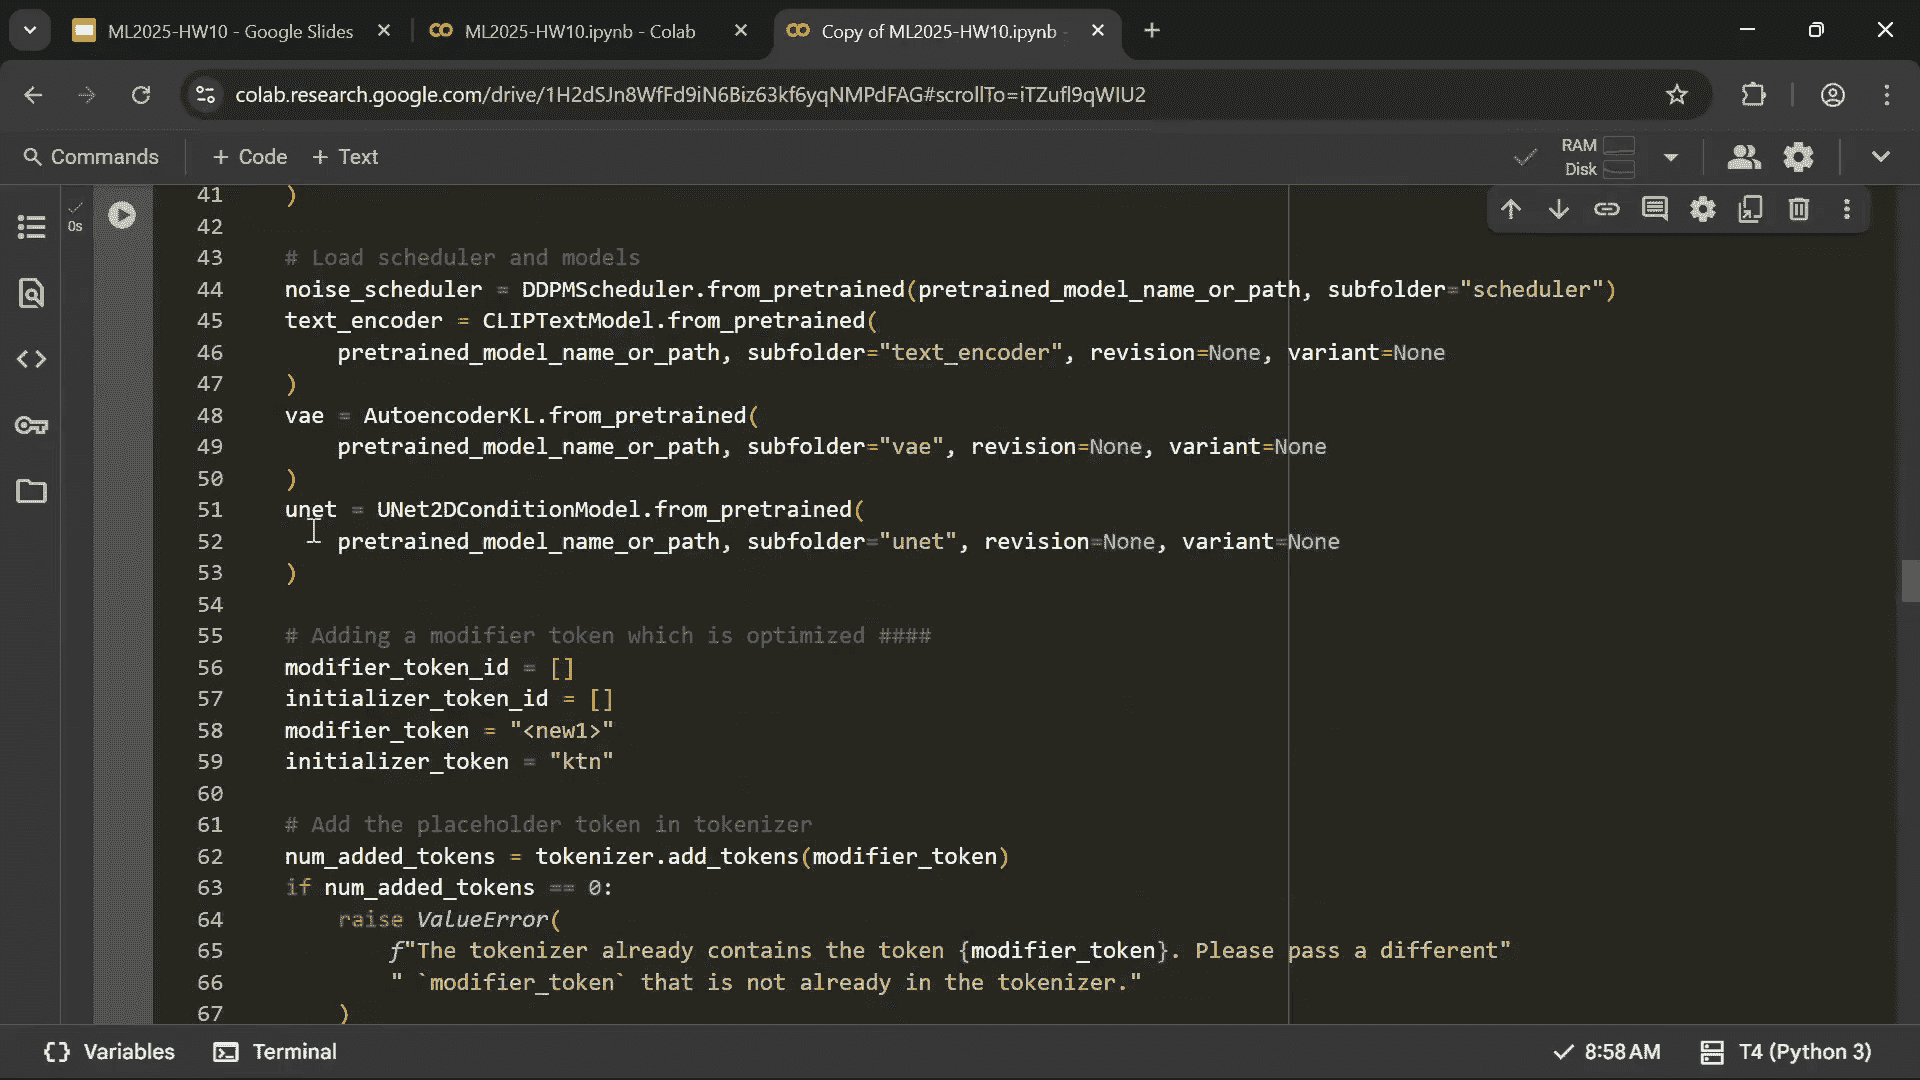 ML2025-HW10 - Google Slides
ML2025-HW10.ipynb - Colab
Copy of ML2025-HW10.ipynb -
colab.research.google.com/drive/1H2dSJn8WfFd9iN6Biz63kf6yqNMPdFAG#scrollTo=iTZufl9qWIU2
Commands + Code + Text RAM
Disk
0s
41 )
42
43 # Load scheduler and models
44 noise_scheduler = DDPMScheduler.from_pretrained(pretrained_model_name_or_path, subfolder="scheduler")
45 text_encoder = CLIPTextModel.from_pretrained(
46 pretrained_model_name_or_path, subfolder="text_encoder", revision=None, variant=None
47 )
48 vae = AutoencoderKL.from_pretrained(
49 pretrained_model_name_or_path, subfolder="vae", revision=None, variant=None
50 )
51 unet = UNet2DConditionModel.from_pretrained(
52 pretrained_model_name_or_path, subfolder="unet", revision=None, variant=None
53 )
54
55 # Adding a modifier token which is optimized ####
56 modifier_token_id = []
57 initializer_token_id = []
58 modifier_token = "<new1>"
59 initializer_token = "ktn"
60
61 # Add the placeholder token in tokenizer
62 num_added_tokens = tokenizer.add_tokens(modifier_token)
63 if num_added_tokens == 0:
64 raise ValueError(
65 f"The tokenizer already contains the token {modifier_token}. Please pass a different"
66 " `modifier_token` that is not already in the tokenizer."
67 )
{} Variables Terminal 8:58 AM T4 (Python 3)